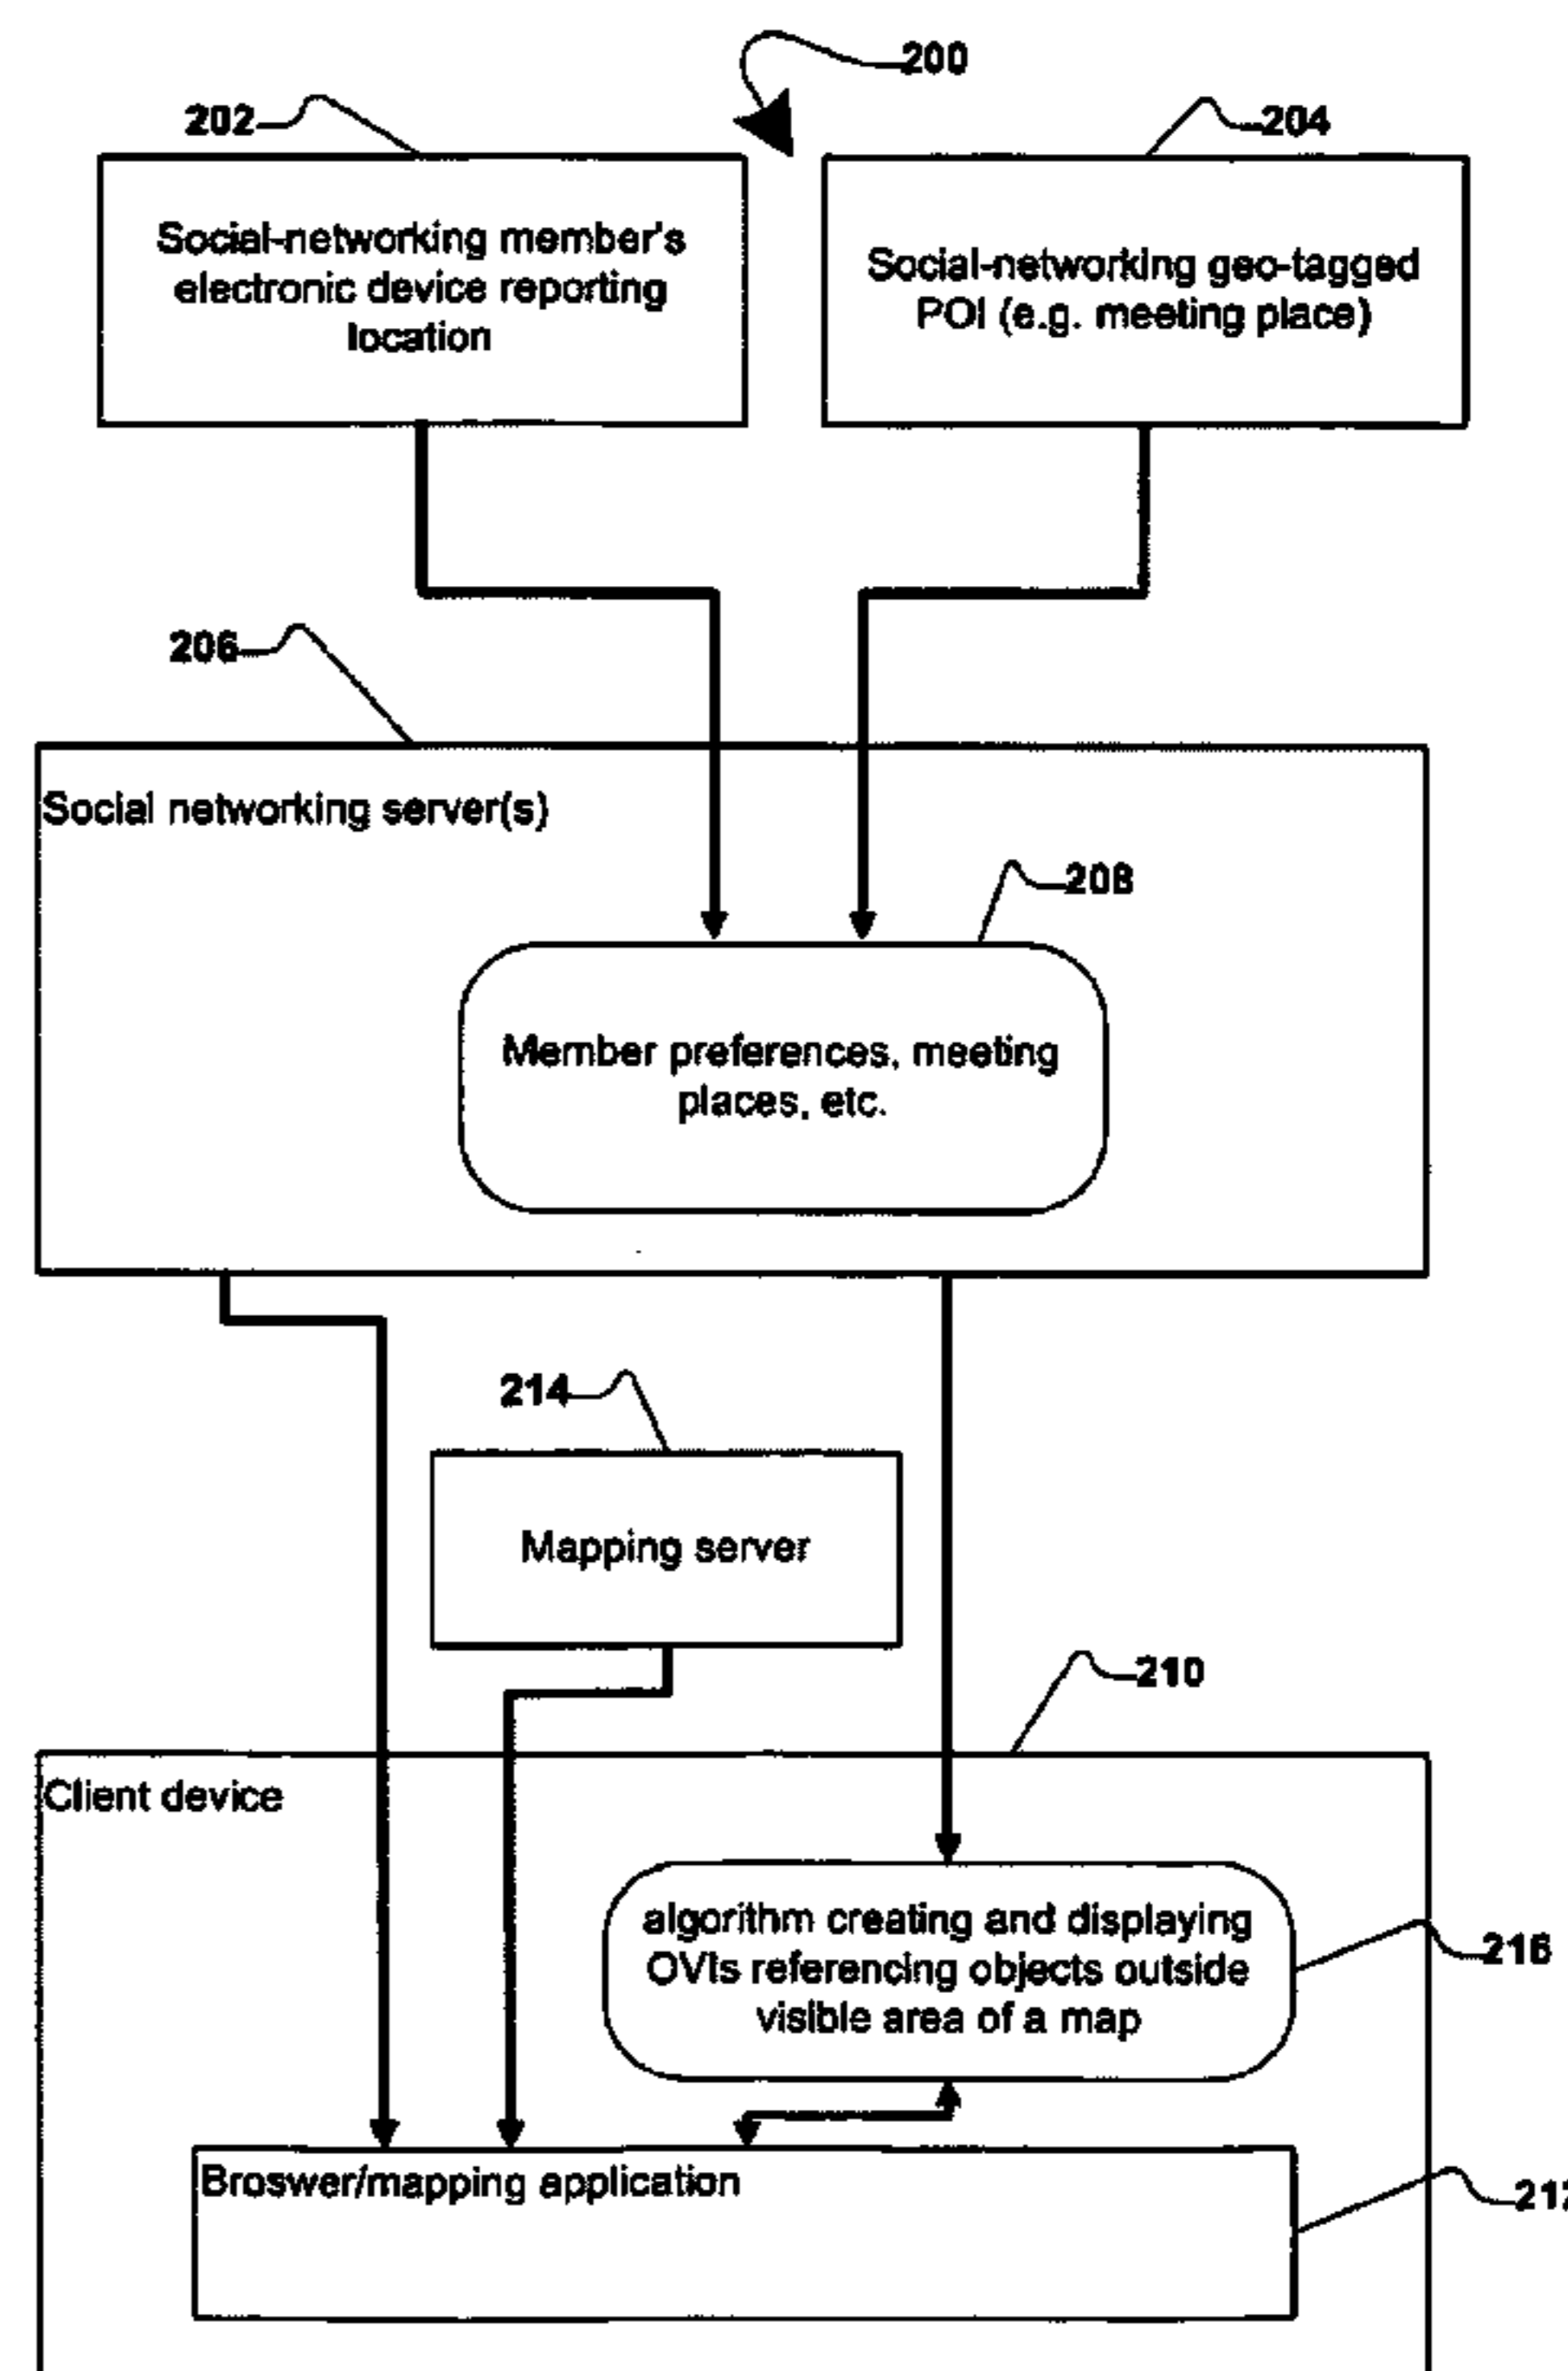 200
202
204
Social-networking member's
electronic device reporting
location
Social-networking geo-tagged
POI (e.g. meeting place)
206
Social networking server(s)
208
Member preferences, meeting
places, etc.
214
Mapping server
210
Client device
algorithm creating and displaying
OVIs referencing objects outside
visible area of a map
216
Broswer/mapping application
212